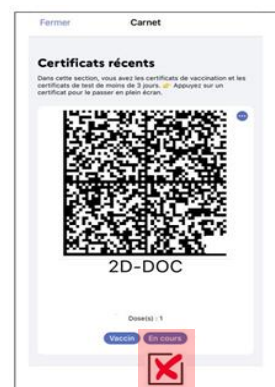 Fermer Carnet
Certificats récents
Dans cette section, vous avez les certificats de vaccination et les
certificats de test de moins de 3 jours. 👉 Appuyez sur un
certificat pour le passer en plein écran.
2D-DOC
Dose(s) : 1
Vaccin En cours